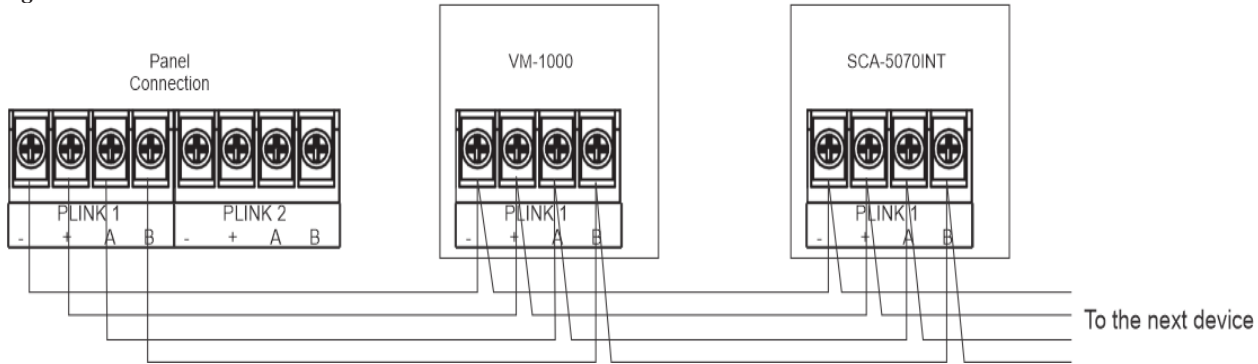 Panel
Connection
VM-1000
SCA-5070INT
PLINK 1
PLINK 2
PLINK 1
PLINK 1
- + A B - + A B
- + A B
- + A B
To the next device